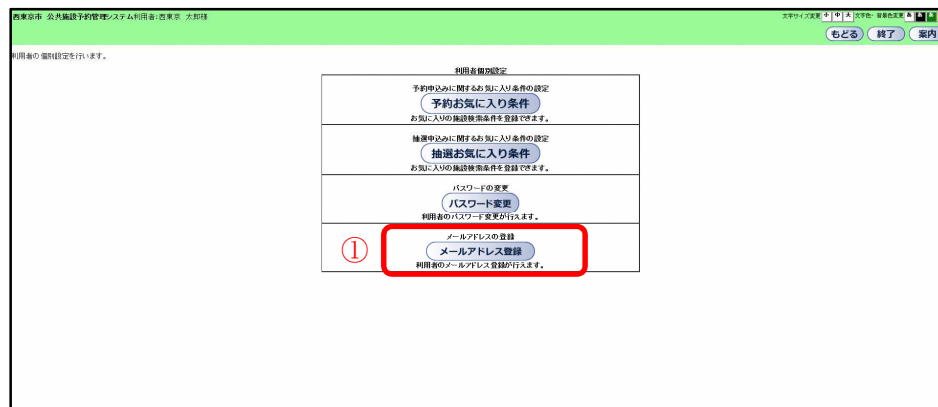 西東京市 公共施設予約管理システム利用者:西東京 太郎様
文字サイズ変更 小 中 大 文字色・背景色変更 あ あ あ
もどる 終了 案内
利用者の個別設定を行います。
利用者個別設定
予約申込みに関するお気に入り条件の設定
予約お気に入り条件
お気に入りの施設検索条件を登録できます。
抽選申込みに関するお気に入り条件の設定
抽選お気に入り条件
お気に入りの施設検索条件を登録できます。
パスワードの変更
パスワード変更
利用者のパスワード変更が行えます。
メールアドレスの登録
①
メールアドレス登録
利用者のメールアドレス登録が行えます。